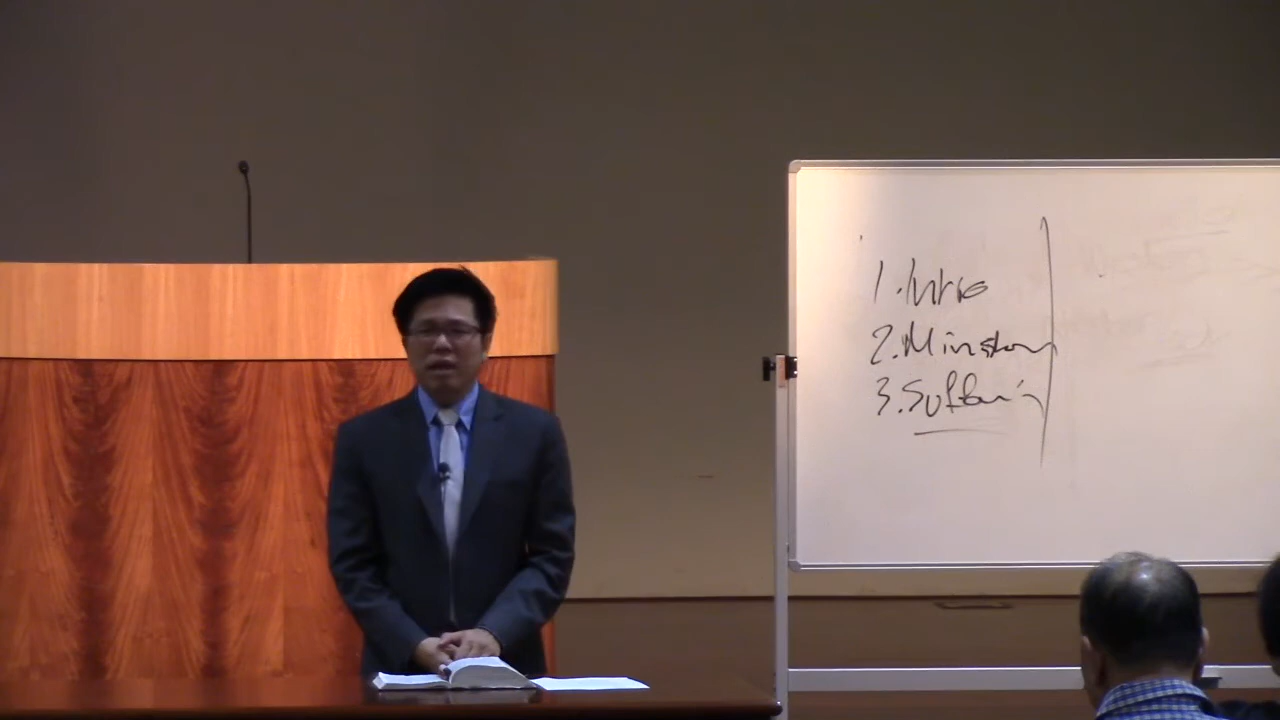 1. Intro
2. Ministry
3. Suffering